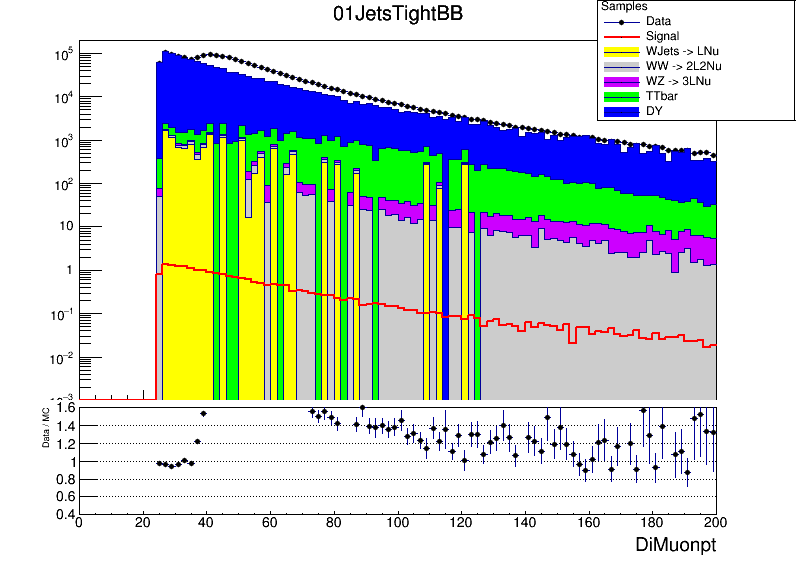 01JetsTightBB
Samples
Data
Signal
WJets -> LNu
WW -> 2L2Nu
WZ -> 3LNu
TTbar
DY
10^5
10^4
10^3
10^2
10
1
10^-1
10^-2
10^-3
Data / MC
1.6
1.4
1.2
1
0.8
0.6
0.4
0 20 40 60 80 100 120 140 160 180 200
DiMuonpt